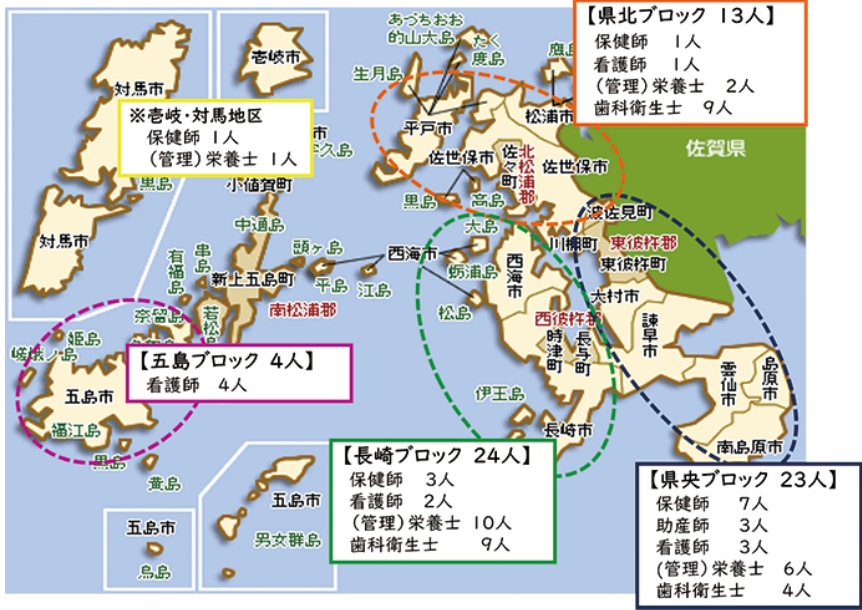 【県北ブロック 13人】
保健師 1人
看護師 1人
(管理)栄養士 2人
歯科衛生士 9人
あづちおお
的山大島
たく
度島
生月島
鷹島
平戸市
松浦市
佐世保市
佐々町
北松浦郡
佐世保市
佐賀県
黒島
高島
壱岐市
対馬市
※壱岐・対馬地区
保健師 1人
(管理)栄養士 1人
黒島
対馬市
小値賀町
中通島
有福島
串島
頭ヶ島
新上五島町
平島
江島
西海市
大島
蛎浦島
松島
南松浦郡
若松島
奈留島
西海市
波佐見町
川棚町
東彼杵郡
東彼杵町
大村市
西彼杵郡
時津町
長与町
諫早市
雲仙市
島原市
南島原市
伊王島
長崎市
姫島
嵯峨ノ島
五島市
福江島
黒島
黄島
【五島ブロック 4人】
看護師 4人
五島市
鳥島
五島市
男女群島
【長崎ブロック 24人】
保健師 3人
看護師 2人
(管理)栄養士 10人
歯科衛生士 9人
【県央ブロック 23人】
保健師 7人
助産師 3人
看護師 3人
(管理)栄養士 6人
歯科衛生士 4人